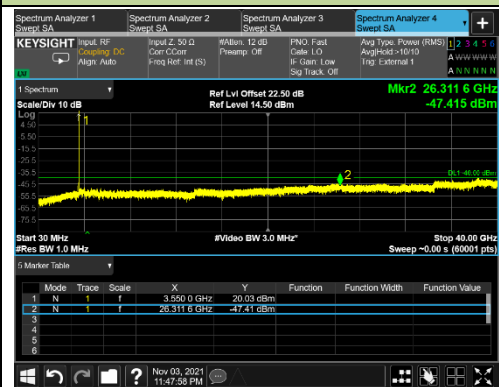 Spectrum Analyzer 1
Swept SA
Spectrum Analyzer 2
Swept SA
Spectrum Analyzer 3
Swept SA
Spectrum Analyzer 4
Swept SA
+
KEYSIGHT
Input: RF
Coupling: DC
Align: Auto
Input Z: 50 Ω
Corr CCorr
Freq Ref: Int (S)
#Atten: 12 dB
Preamp: Off
PNO: Fast
Gate: LO
IF Gain: Low
Sig Track: Off
Avg Type: Power (RMS)
Avg|Hold:>10/10
Trig: External 1
1 2 3 4 5 6
A W W W W W
A N N N N N
LXI
1 Spectrum
Scale/Div 10 dB
Log
Ref Lvl Offset 22.50 dB
Ref Level 14.50 dBm
Mkr2 26.311 6 GHz
-47.415 dBm
1
2
4.50
-5.50
-15.5
-25.5
-35.5
-45.5
-55.5
-65.5
-75.5
Start 30 MHz
#Res BW 1.0 MHz
#Video BW 3.0 MHz*
Stop 40.00 GHz
Sweep ~0.00 s (60001 pts)
5 Marker Table
Mode Trace Scale X Y Function Function Width Function Value
1 N 1 f 3.550 0 GHz 20.03 dBm
2 N 1 f 26.311 6 GHz -47.41 dBm
3
4
5
6
?
Nov 03, 2021
11:47:58 PM